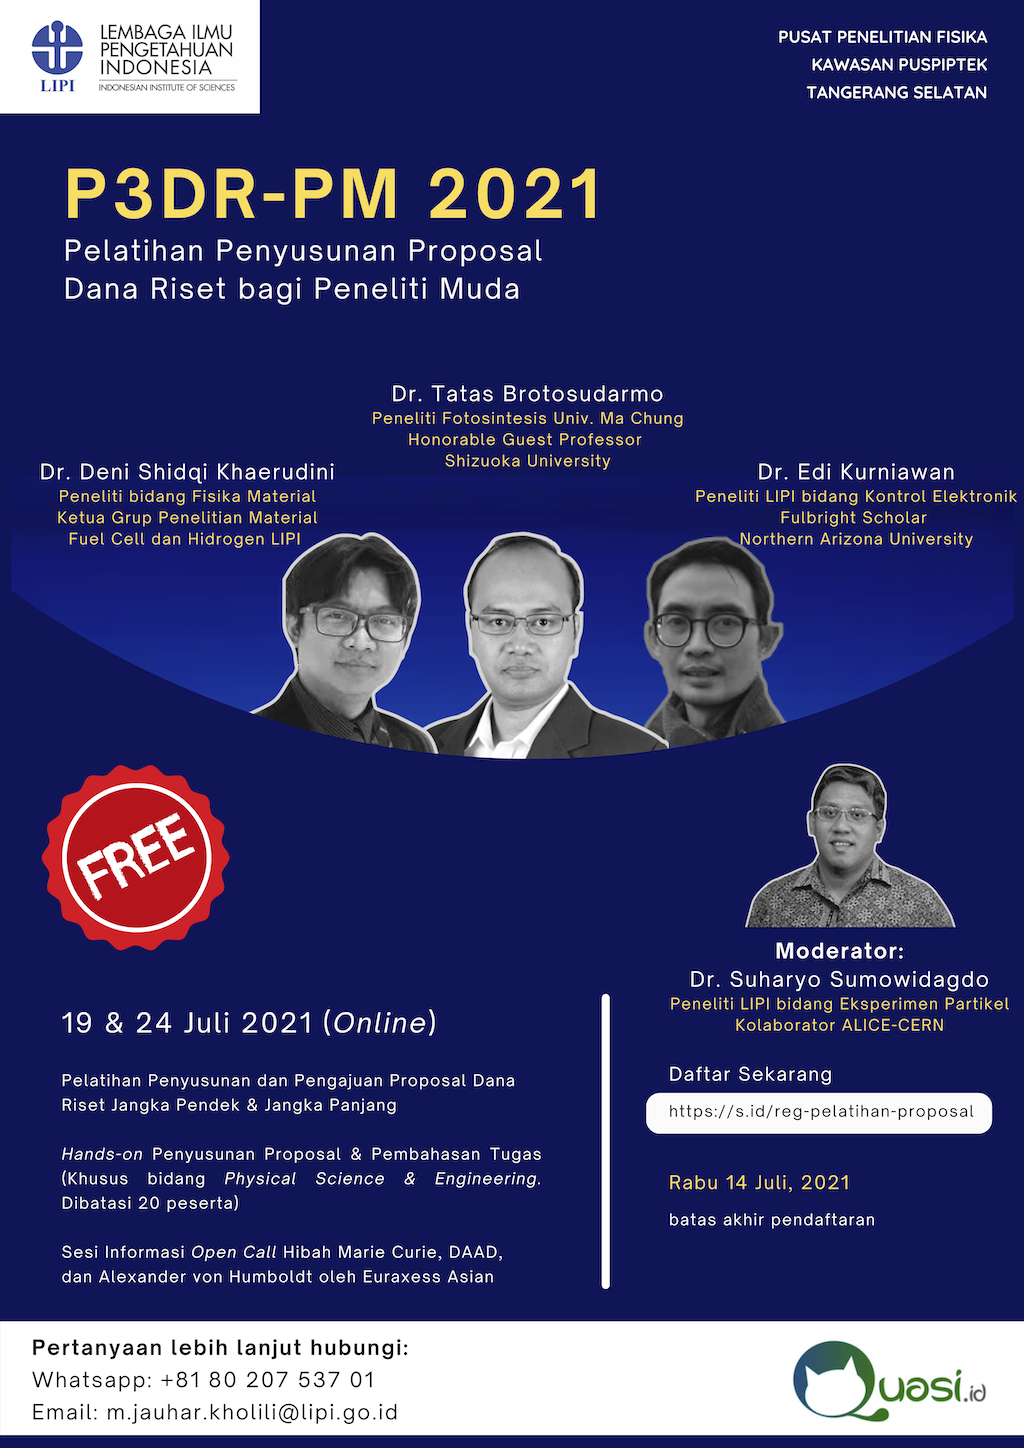 LEMBAGA ILMU
PENGETAHUAN
INDONESIA
INDONESIAN INSTITUTE OF SCIENCES
LIPI
PUSAT PENELITIAN FISIKA
KAWASAN PUSPIPTEK
TANGERANG SELATAN
P3DR-PM 2021
Pelatihan Penyusunan Proposal
Dana Riset bagi Peneliti Muda
Dr. Tatas Brotosudarmo
Peneliti Fotosintesis Univ. Ma Chung
Honorable Guest Professor
Shizuoka University
Dr. Deni Shidqi Khaerudini
Peneliti bidang Fisika Material
Ketua Grup Penelitian Material
Fuel Cell dan Hidrogen LIPI
Dr. Edi Kurniawan
Peneliti LIPI bidang Kontrol Elektronik
Fulbright Scholar
Northern Arizona University
FREE
Moderator:
Dr. Suharyo Sumowidagdo
Peneliti LIPI bidang Eksperimen Partikel
Kolaborator ALICE-CERN
19 & 24 Juli 2021 (Online)
Pelatihan Penyusunan dan Pengajuan Proposal Dana
Riset Jangka Pendek & Jangka Panjang
Hands-on Penyusunan Proposal & Pembahasan Tugas
(Khusus bidang Physical Science & Engineering.
Dibatasi 20 peserta)
Sesi Informasi Open Call Hibah Marie Curie, DAAD,
dan Alexander von Humboldt oleh Euraxess Asian
Daftar Sekarang
https://s.id/reg-pelatihan-proposal
Rabu 14 Juli, 2021
batas akhir pendaftaran
Pertanyaan lebih lanjut hubungi:
Whatsapp: +81 80 207 537 01
Email: m.jauhar.kholili@lipi.go.id
Quasi.id